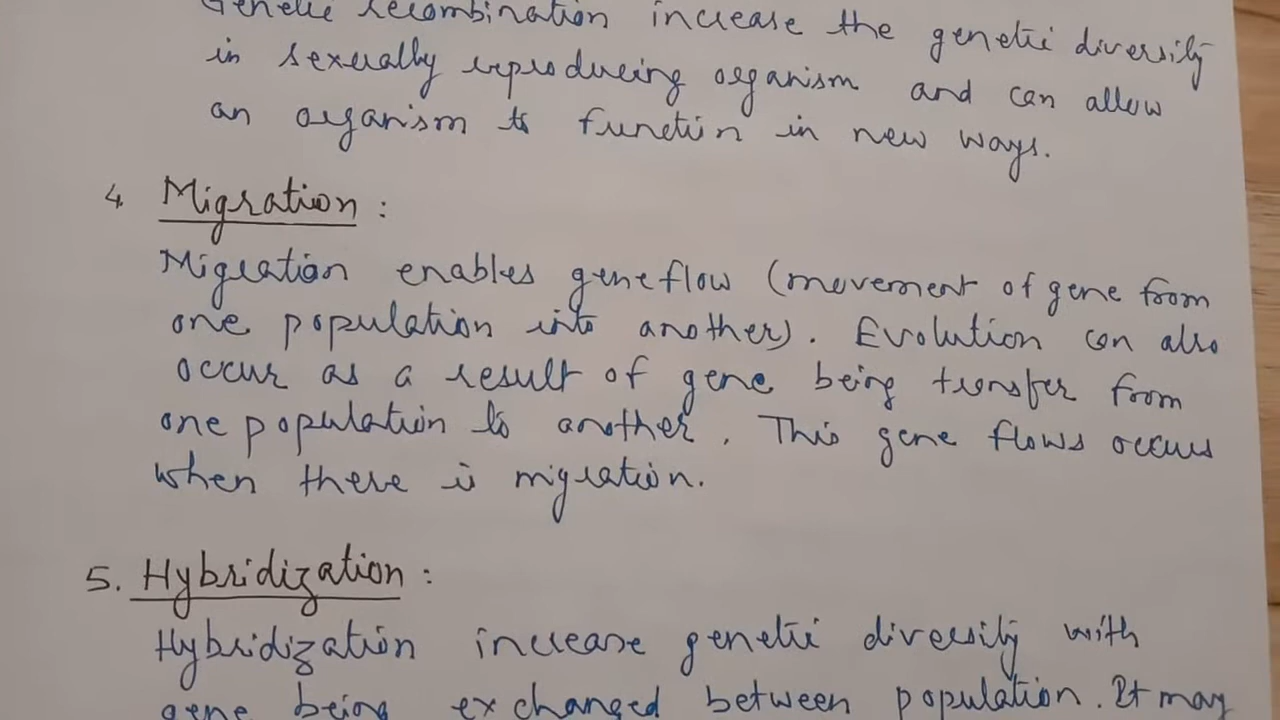 Genetic recombination increase the genetic diversity
in sexually reproducing organism and can allow
an organism to function in new ways.
4. Migration :
Migration enables gene flow (movement of gene from
one population into another). Evolution can also
occur as a result of gene being transfer from
one population to another. This gene flows occurs
when there is migration.
5. Hybridization :
Hybridization increase genetic diversity with
gene being exchanged between population. It may